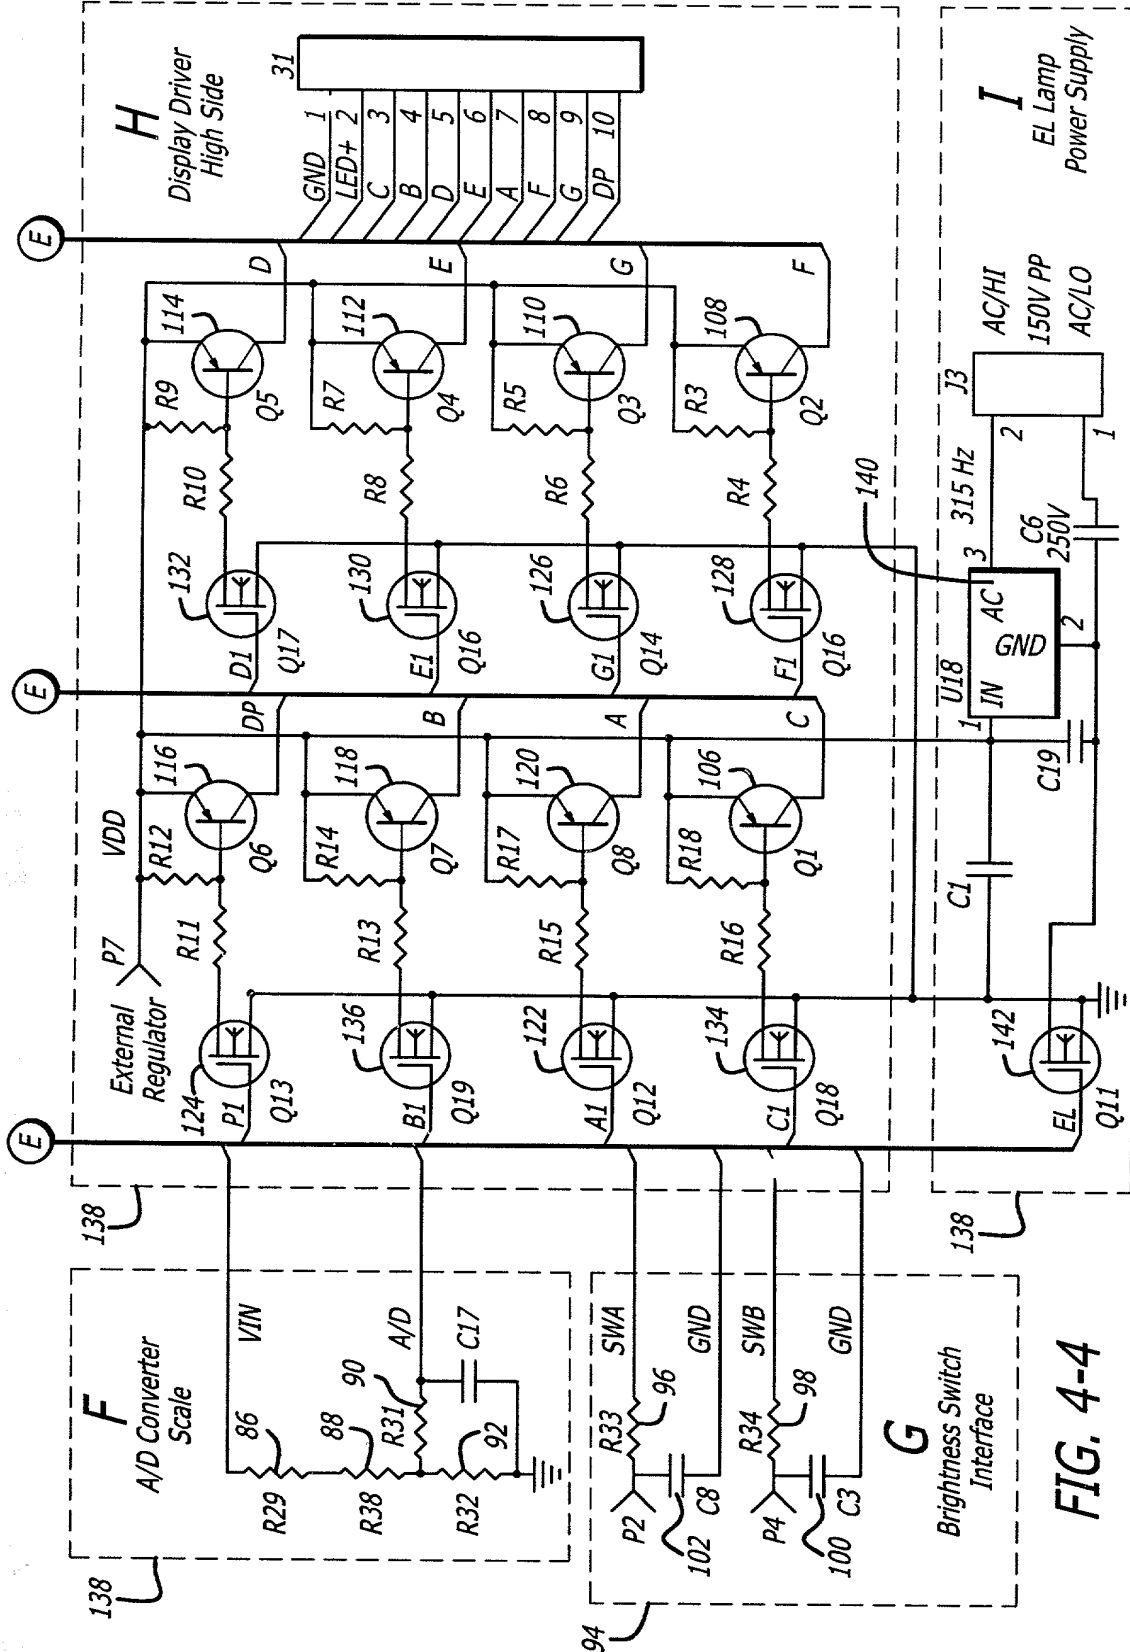 E
E
E
H
Display Driver
High Side
31
GND 1
LED+ 2
C 3
B 4
D 5
E 6
A 7
F 8
G 9
DP 10
External
Regulator
P7
VDD
138
124
P1
Q13
R11
R12
116
Q6
DP
132
D1
Q17
R10
R9
114
Q5
D
136
B1
Q19
R13
R14
118
Q7
B
130
E1
Q16
R8
R7
112
Q4
E
122
A1
Q12
R15
R17
120
Q8
A
126
G1
Q14
R6
R5
110
Q3
G
134
C1
Q18
R16
R18
106
Q1
C
128
F1
Q16
R4
R3
108
Q2
F
F
A/D Converter
Scale
138
86
R29
VIN
88
R38
90
R31
A/D
C17
92
R32
94
G
Brightness Switch
Interface
P2
R33
96
SWA
102
C8
GND
P4
R34
98
SWB
100
C3
GND
I
EL Lamp
Power Supply
138
142
EL
Q11
C1
C19
U18
1
IN
AC
3
GND
2
140
315 Hz
C6
250V
J3
2
1
AC/HI
150V PP
AC/LO
FIG. 4-4